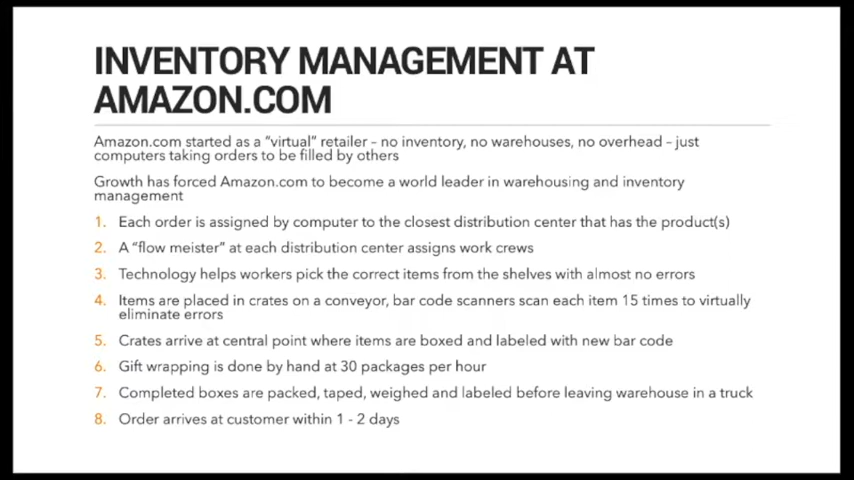 INVENTORY MANAGEMENT AT
AMAZON.COM
Amazon.com started as a "virtual" retailer – no inventory, no warehouses, no overhead – just
computers taking orders to be filled by others
Growth has forced Amazon.com to become a world leader in warehousing and inventory
management
1. Each order is assigned by computer to the closest distribution center that has the product(s)
2. A "flow meister" at each distribution center assigns work crews
3. Technology helps workers pick the correct items from the shelves with almost no errors
4. Items are placed in crates on a conveyor, bar code scanners scan each item 15 times to virtually
eliminate errors
5. Crates arrive at central point where items are boxed and labeled with new bar code
6. Gift wrapping is done by hand at 30 packages per hour
7. Completed boxes are packed, taped, weighed and labeled before leaving warehouse in a truck
8. Order arrives at customer within 1 - 2 days